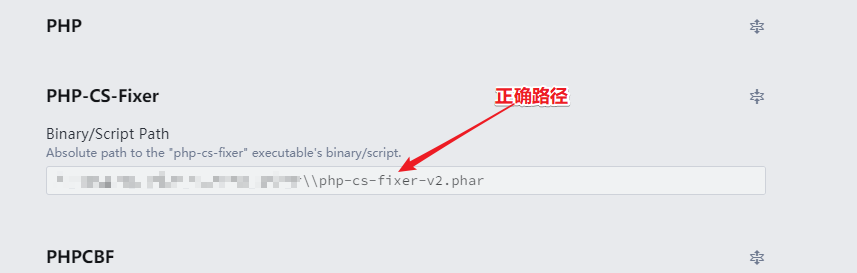 PHP
PHP-CS-Fixer
正确路径
Binary/Script Path
Absolute path to the "php-cs-fixer" executable's binary/script.
\\php-cs-fixer-v2.phar
PHPCBF